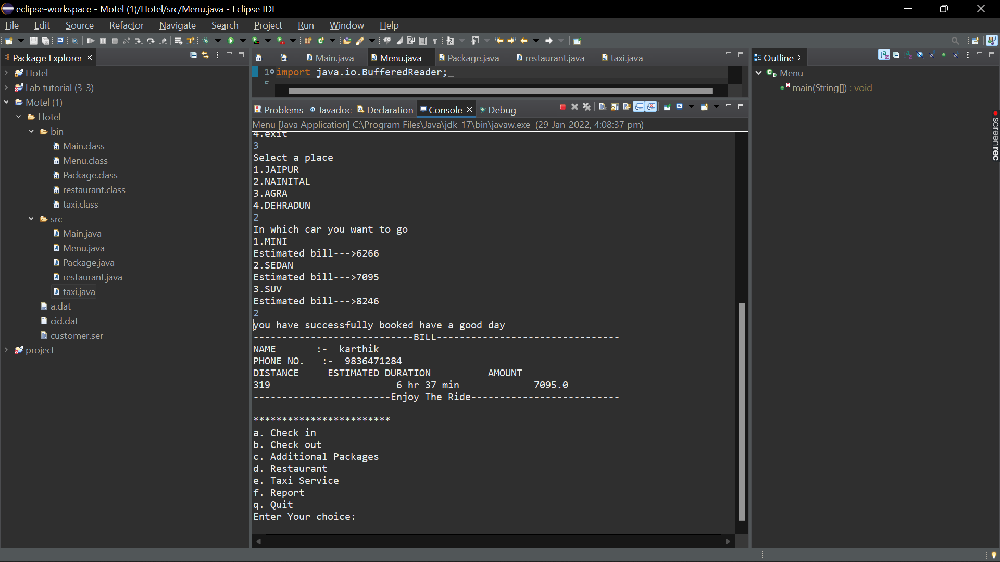 eclipse-workspace - Motel (1)/Hotel/src/Menu.java - Eclipse IDE
File Edit Source Refactor Navigate Search Project Run Window Help
Package Explorer
Hotel
Lab tutorial (3-3)
Motel (1)
Hotel
bin
Main.class
Menu.class
Package.class
restaurant.class
taxi.class
src
Main.java
Menu.java
Package.java
restaurant.java
taxi.java
a.dat
cid.dat
customer.ser
project
Main.java Menu.java Package.java restaurant.java taxi.java
1 import java.io.BufferedReader;
Problems Javadoc Declaration Console Debug
Menu [Java Application] C:\Program Files\Java\jdk-17\bin\javaw.exe (29-Jan-2022, 4:08:37 pm)
4.exit
3
Select a place
1.JAIPUR
2.NAINITAL
3.AGRA
4.DEHRADUN
2
In which car you want to go
1.MINI
Estimated bill--->6266
2.SEDAN
Estimated bill--->7095
3.SUV
Estimated bill--->8246
2
you have successfully booked have a good day
----------------------------BILL--------------------------------
NAME :- karthik
PHONE NO. :- 9836471284
DISTANCE ESTIMATED DURATION AMOUNT
319 6 hr 37 min 7095.0
------------------------Enjoy The Ride--------------------------
************************
a. Check in
b. Check out
c. Additional Packages
d. Restaurant
e. Taxi Service
f. Report
q. Quit
Enter Your choice:
Outline
Menu
main(String[]) : void
screenrec